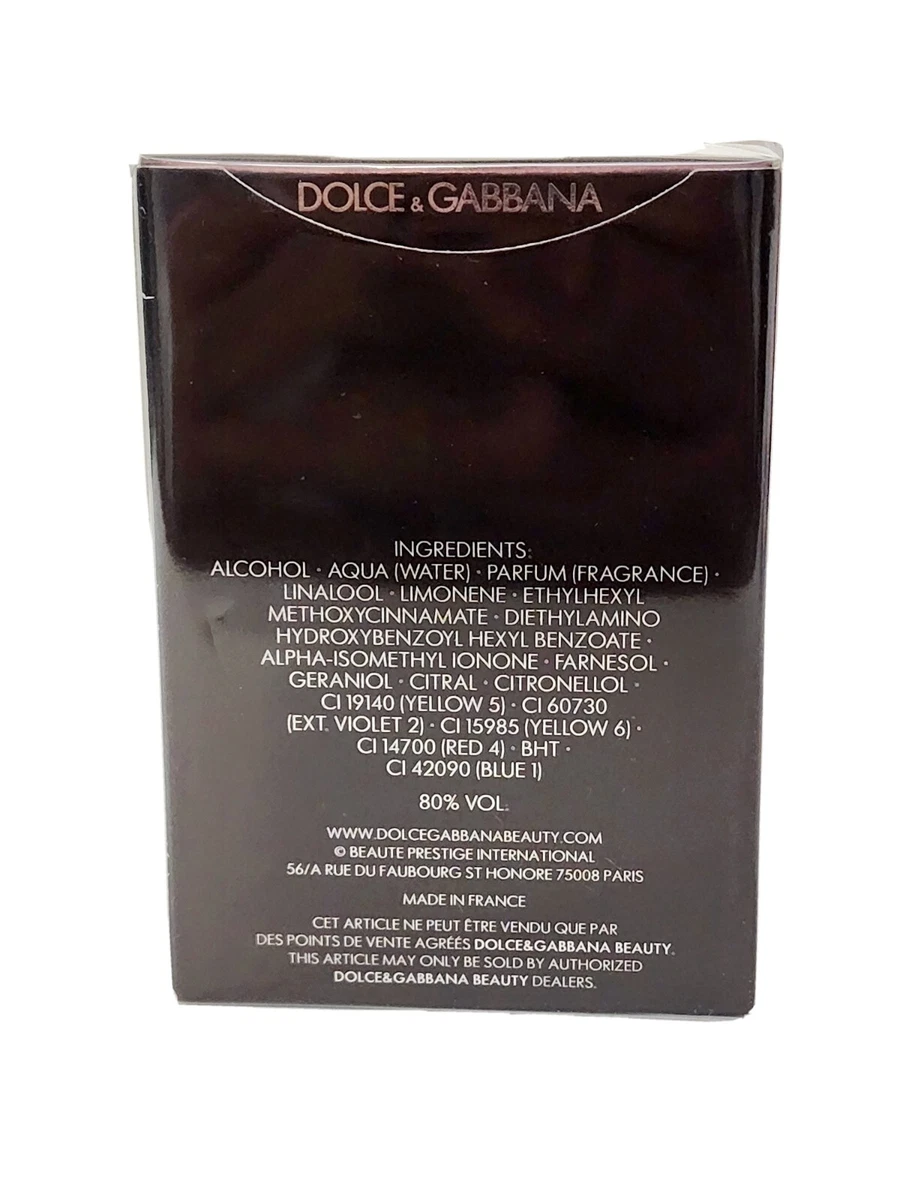 DOLCE & GABBANA
INGREDIENTS:
ALCOHOL • AQUA (WATER) • PARFUM (FRAGRANCE) •
LINALOOL • LIMONENE • ETHYLHEXYL
METHOXYCINNAMATE • DIETHYLAMINO
HYDROXYBENZOYL HEXYL BENZOATE •
ALPHA-ISOMETHYL IONONE • FARNESOL •
GERANIOL • CITRAL • CITRONELLOL •
CI 19140 (YELLOW 5) • CI 60730
(EXT. VIOLET 2) • CI 15985 (YELLOW 6) •
CI 14700 (RED 4) • BHT •
CI 42090 (BLUE 1)
80% VOL.
WWW.DOLCEGABBANABEAUTY.COM
© BEAUTE PRESTIGE INTERNATIONAL
56/A RUE DU FAUBOURG ST HONORE 75008 PARIS
MADE IN FRANCE
CET ARTICLE NE PEUT ÊTRE VENDU QUE PAR
DES POINTS DE VENTE AGRÉÉS DOLCE&GABBANA BEAUTY.
THIS ARTICLE MAY ONLY BE SOLD BY AUTHORIZED
DOLCE&GABBANA BEAUTY DEALERS.